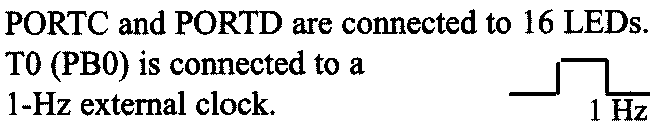 PORTC and PORTD are connected to 16 LEDs.
T0 (PB0) is connected to a
1-Hz external clock.
1 Hz